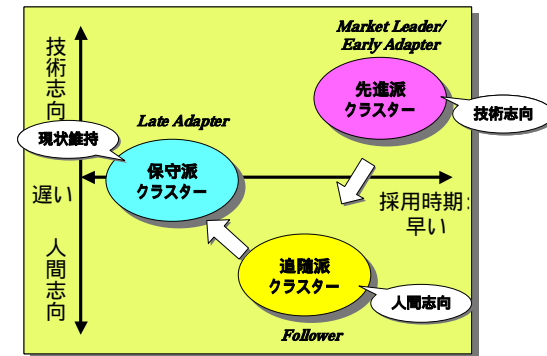 Market Leader/
Early Adapter
技術志向
先進派
クラスター
技術志向
Late Adapter
現状維持
保守派
クラスター
遅い
採用時期:
早い
人間志向
追随派
クラスター
人間志向
Follower